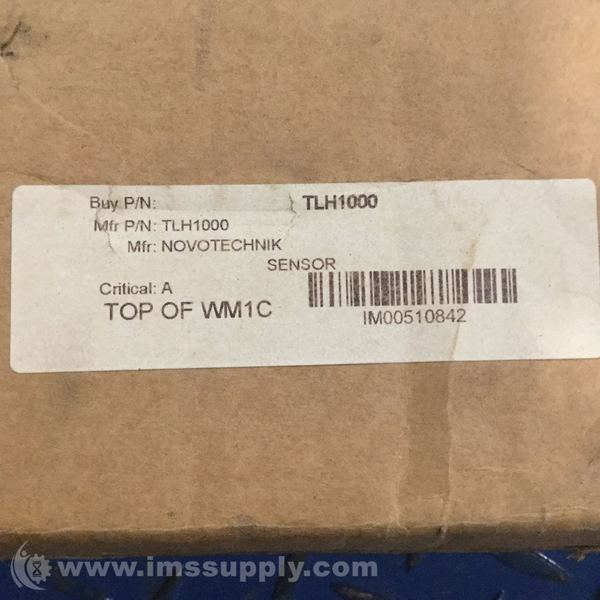 Buy P/N: TLH1000
Mfr P/N: TLH1000
Mfr: NOVOTECHNIK
SENSOR
Critical: A
TOP OF WM1C
IM00510842
www.imssupply.com